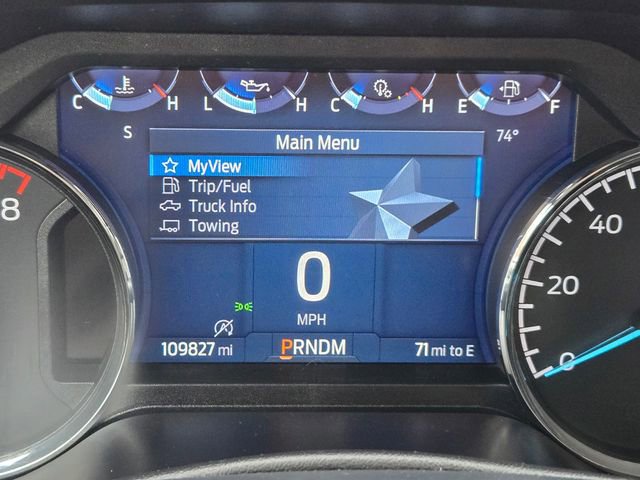 C H L H C H E F
S 74°
Main Menu
MyView
Trip/Fuel
Truck Info
Towing
8
40
20
0
0
MPH
109827 mi PRNDM 71 mi to E